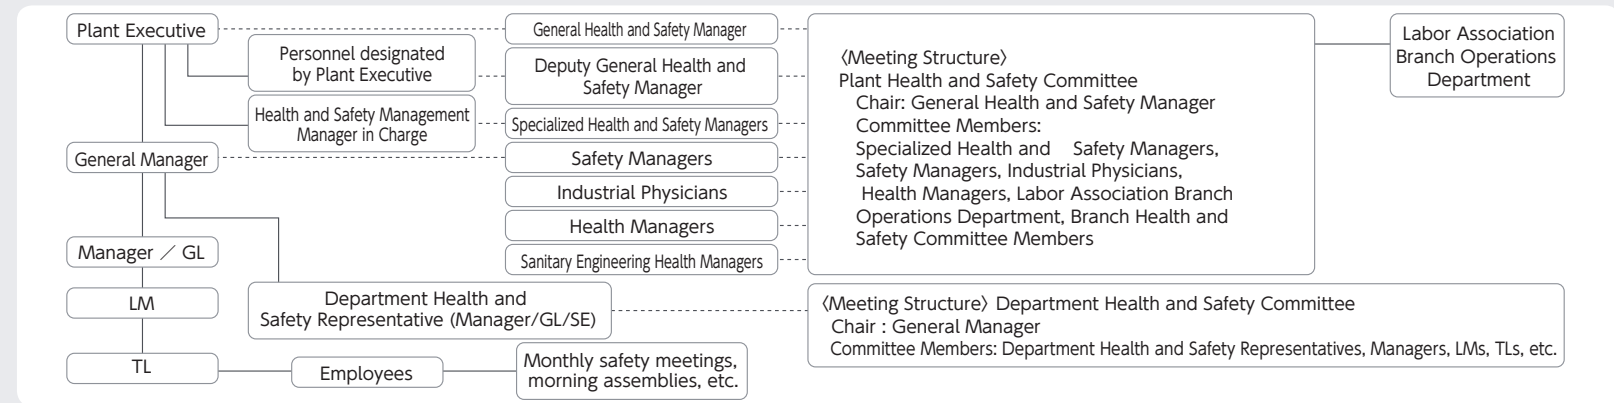 Plant Executive
General Health and Safety Manager
Labor Association
Branch Operations
Department
Personnel designated
by Plant Executive
Deputy General Health and
Safety Manager
Health and Safety Management
Manager in Charge
Specialized Health and Safety Managers
General Manager
Safety Managers
Industrial Physicians
Health Managers
Sanitary Engineering Health Managers
〈Meeting Structure〉
Plant Health and Safety Committee
Chair: General Health and Safety Manager
Committee Members:
Specialized Health and Safety Managers,
Safety Managers, Industrial Physicians,
Health Managers, Labor Association Branch
Operations Department, Branch Health and
Safety Committee Members
Manager ／ GL
LM
Department Health and
Safety Representative (Manager/GL/SE)
〈Meeting Structure〉 Department Health and Safety Committee
Chair : General Manager
Committee Members: Department Health and Safety Representatives, Managers, LMs, TLs, etc.
TL
Employees
Monthly safety meetings,
morning assemblies, etc.